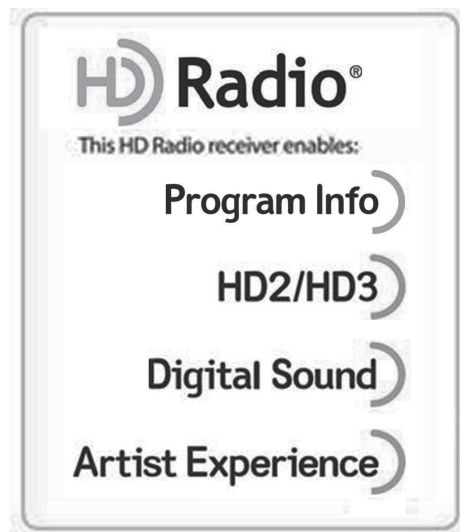 HD Radio®
This HD Radio receiver enables:
Program Info
HD2/HD3
Digital Sound
Artist Experience